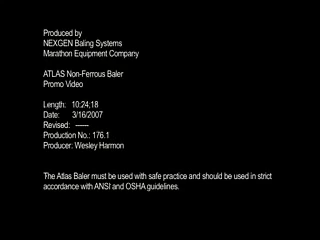 Produced by
NEXGEN Baling Systems
Marathon Equipment Company
ATLAS Non-Ferrous Baler
Promo Video
Length: 10:24;18
Date: 3/16/2007
Revised: ------
Production No.: 176.1
Producer: Wesley Harmon
The Atlas Baler must be used with safe practice and should be used in strict
accordance with ANSI and OSHA guidelines.